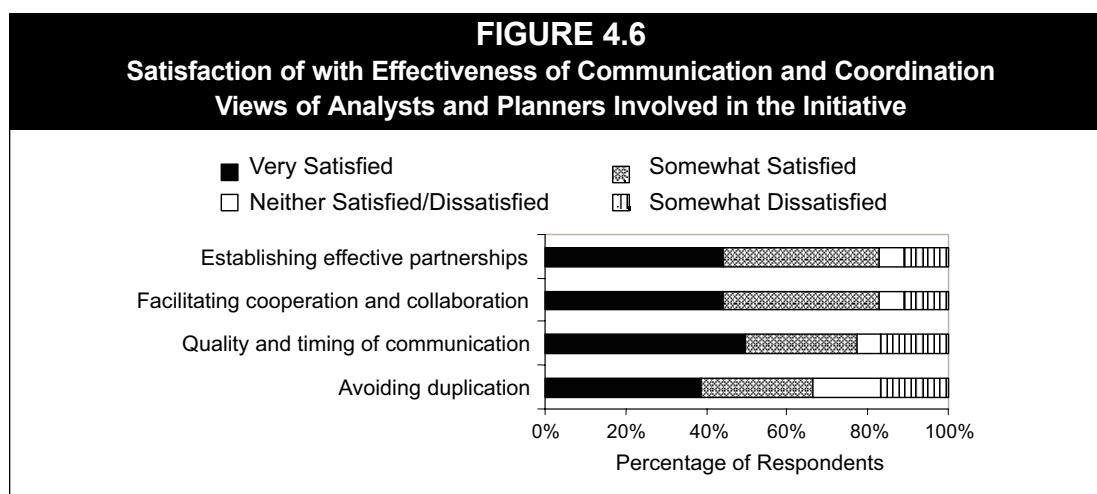 FIGURE 4.6
Satisfaction of with Effectiveness of Communication and Coordination
Views of Analysts and Planners Involved in the Initiative
Very Satisfied
Somewhat Satisfied
Neither Satisfied/Dissatisfied
Somewhat Dissatisfied
Establishing effective partnerships
Facilitating cooperation and collaboration
Quality and timing of communication
Avoiding duplication
0% 20% 40% 60% 80% 100%
Percentage of Respondents